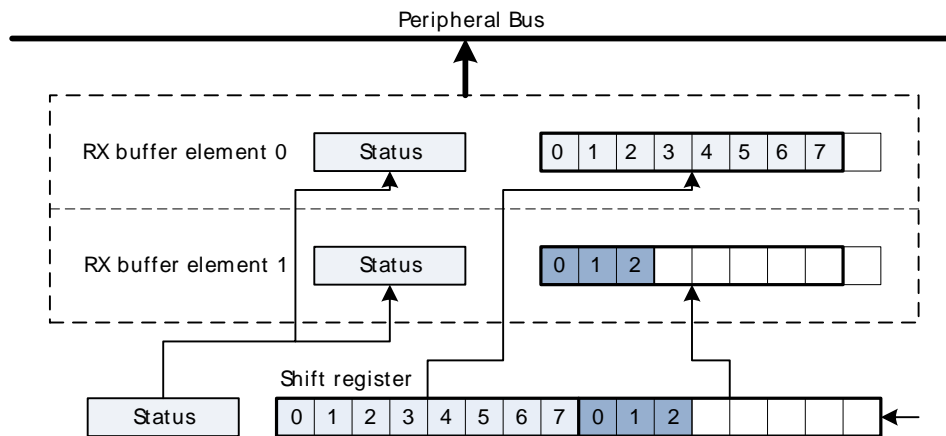 Peripheral Bus
RX buffer element 0 Status 0 1 2 3 4 5 6 7
RX buffer element 1 Status 0 1 2
Shift register
Status 0 1 2 3 4 5 6 7 0 1 2